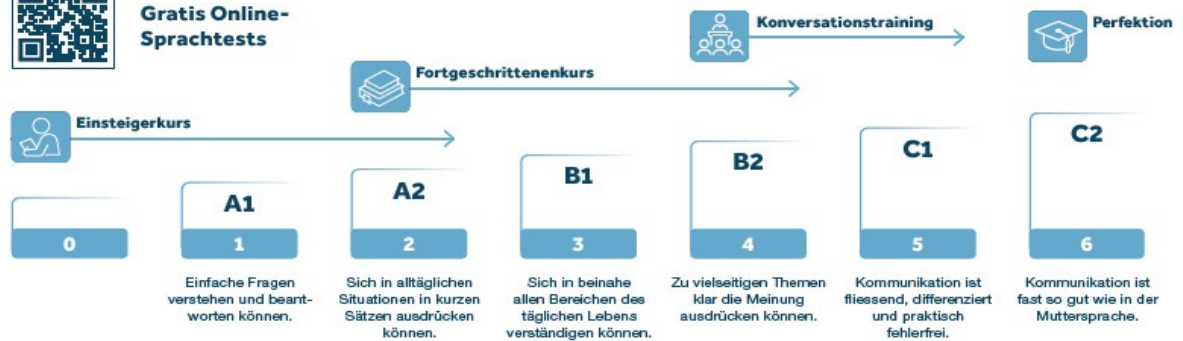 Gratis Online-
Sprachtests
Konversationstraining
Perfektion
Fortgeschrittenenkurs
Einsteigerkurs
A1
A2
B1
B2
C1
C2
0
1
2
3
4
5
6
Einfache Fragen
verstehen und beant-
worten können.
Sich in alltäglichen
Situationen in kurzen
Sätzen ausdrücken
können.
Sich in beinahe
allen Bereichen des
täglichen Lebens
verständigen können.
Zu vielseitigen Themen
klar die Meinung
ausdrücken können.
Kommunikation ist
fliessend, differenziert
und praktisch
fehlerfrei.
Kommunikation ist
fast so gut wie in der
Muttersprache.